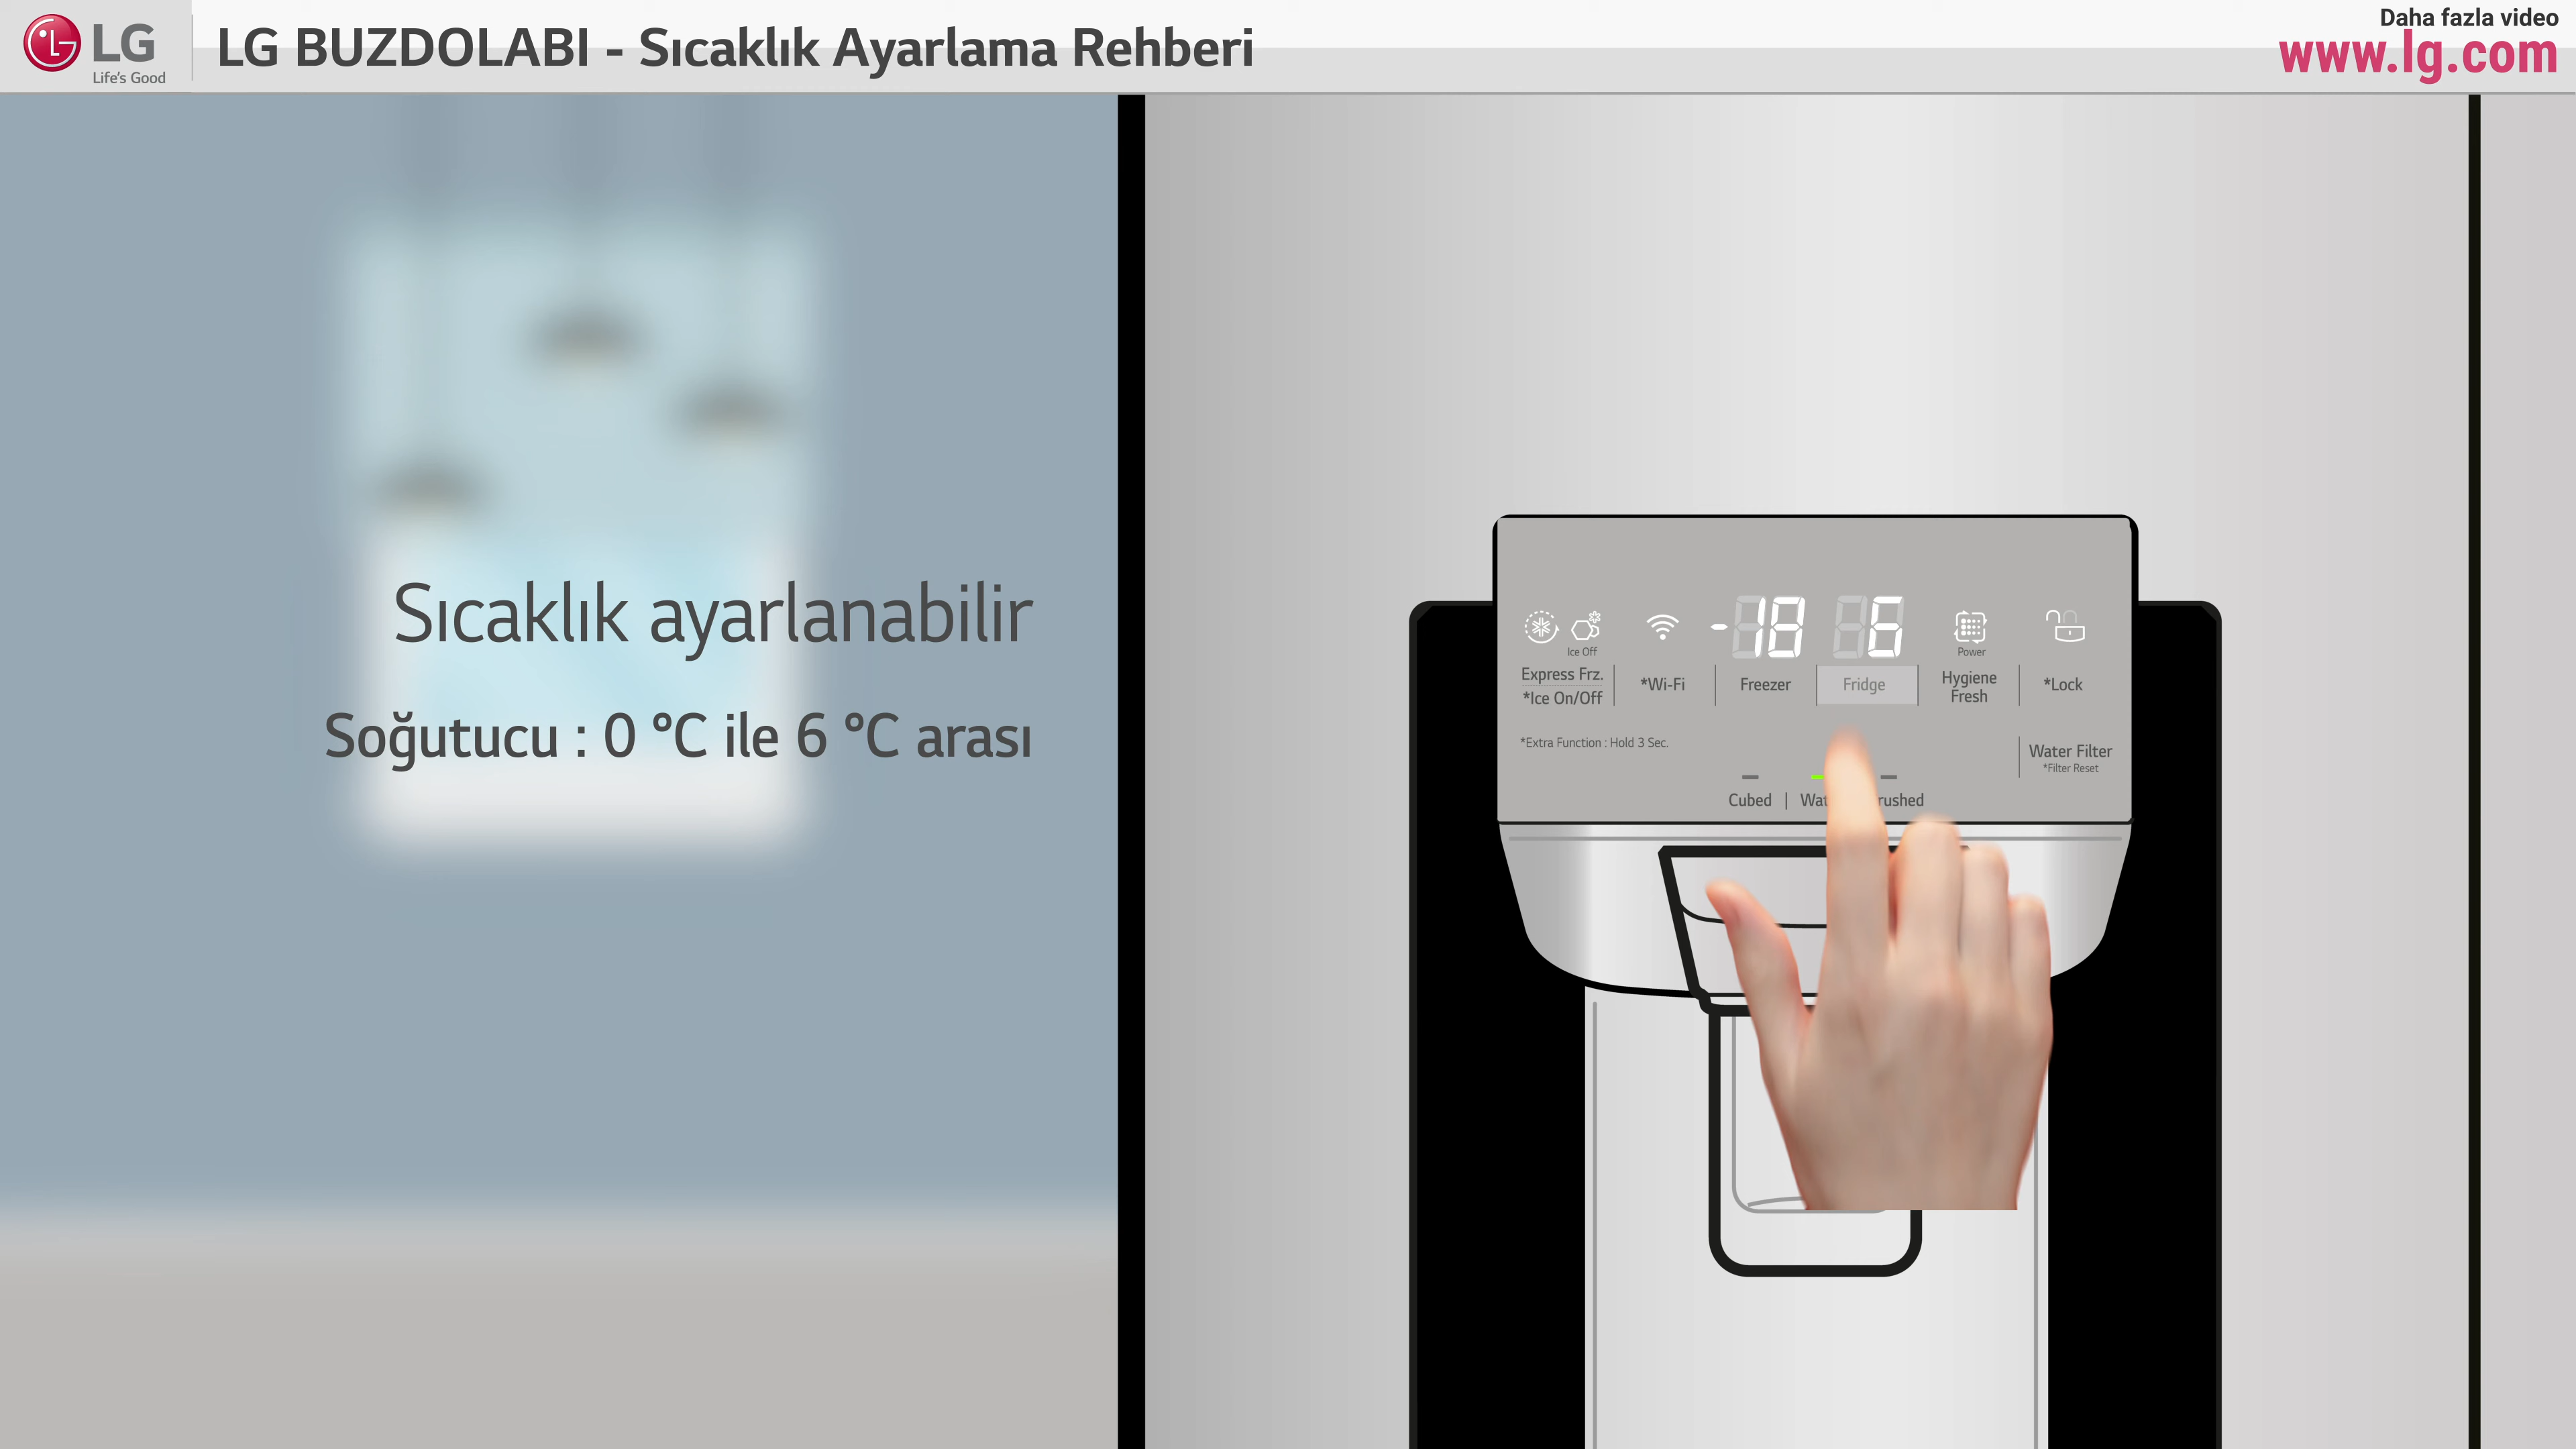 LG
Life's Good
LG BUZDOLABI - Sıcaklık Ayarlama Rehberi
Daha fazla video
www.lg.com
Sıcaklık ayarlanabilir
Soğutucu : 0 °C ile 6 °C arası
-18 6
Ice Off
Power
Express Frz.
*Ice On/Off
*Wi-Fi
Freezer
Fridge
Hygiene
Fresh
*Lock
*Extra Function : Hold 3 Sec.
Water Filter
*Filter Reset
Cubed